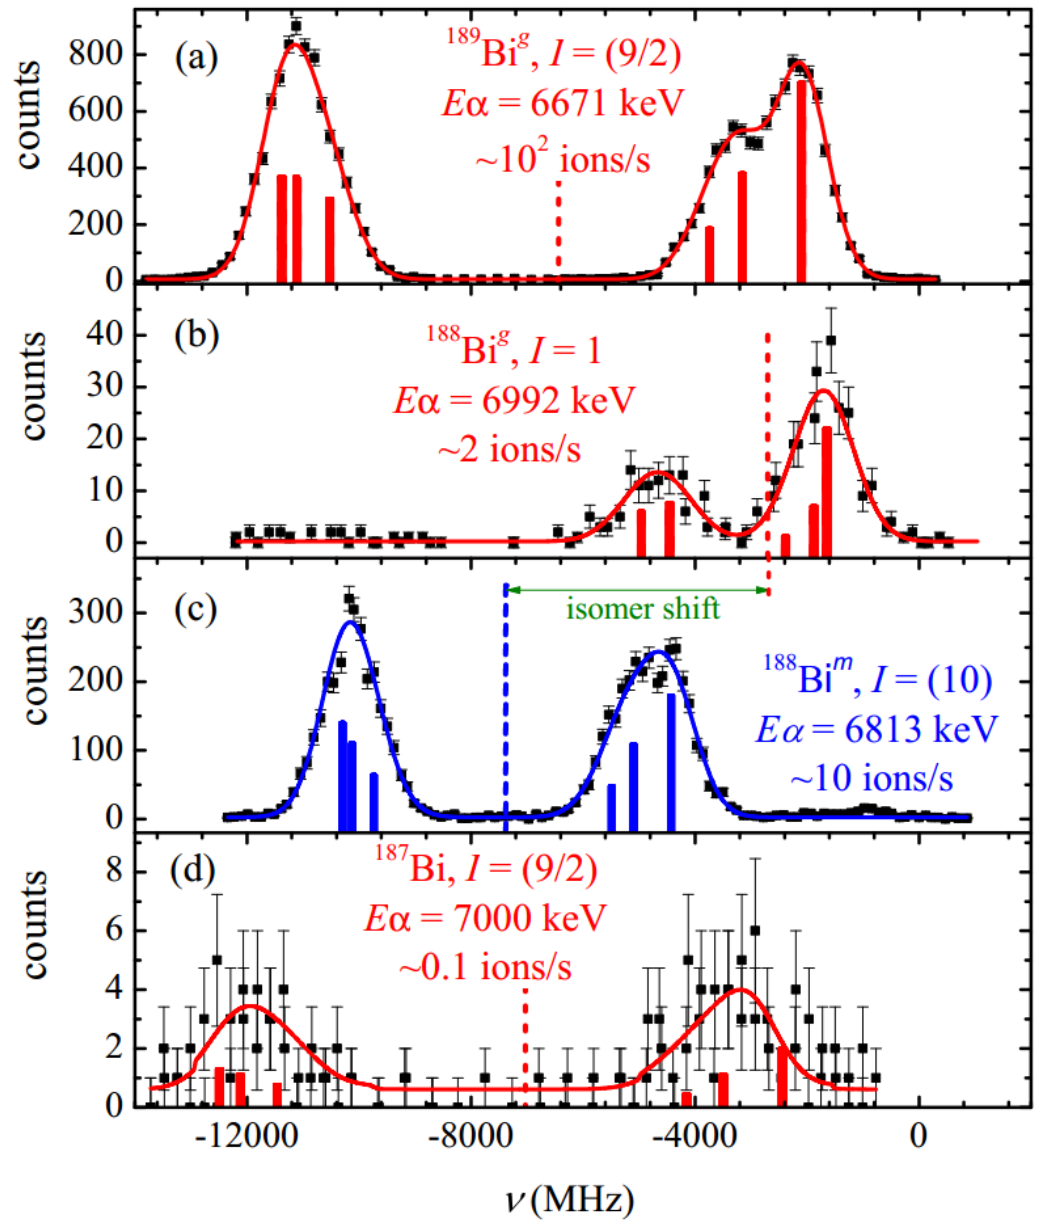 (a)
¹⁸⁹Biᵍ, I = (9/2)
Eα = 6671 keV
~10² ions/s
counts
800
600
400
200
0
(b)
¹⁸⁸Biᵍ, I = 1
Eα = 6992 keV
~2 ions/s
counts
40
30
20
10
0
(c)
isomer shift
¹⁸⁸Biᵐ, I = (10)
Eα = 6813 keV
~10 ions/s
counts
300
200
100
0
(d)
¹⁸⁷Bi, I = (9/2)
Eα = 7000 keV
~0.1 ions/s
counts
8
6
4
2
0
-12000 -8000 -4000 0
ν (MHz)